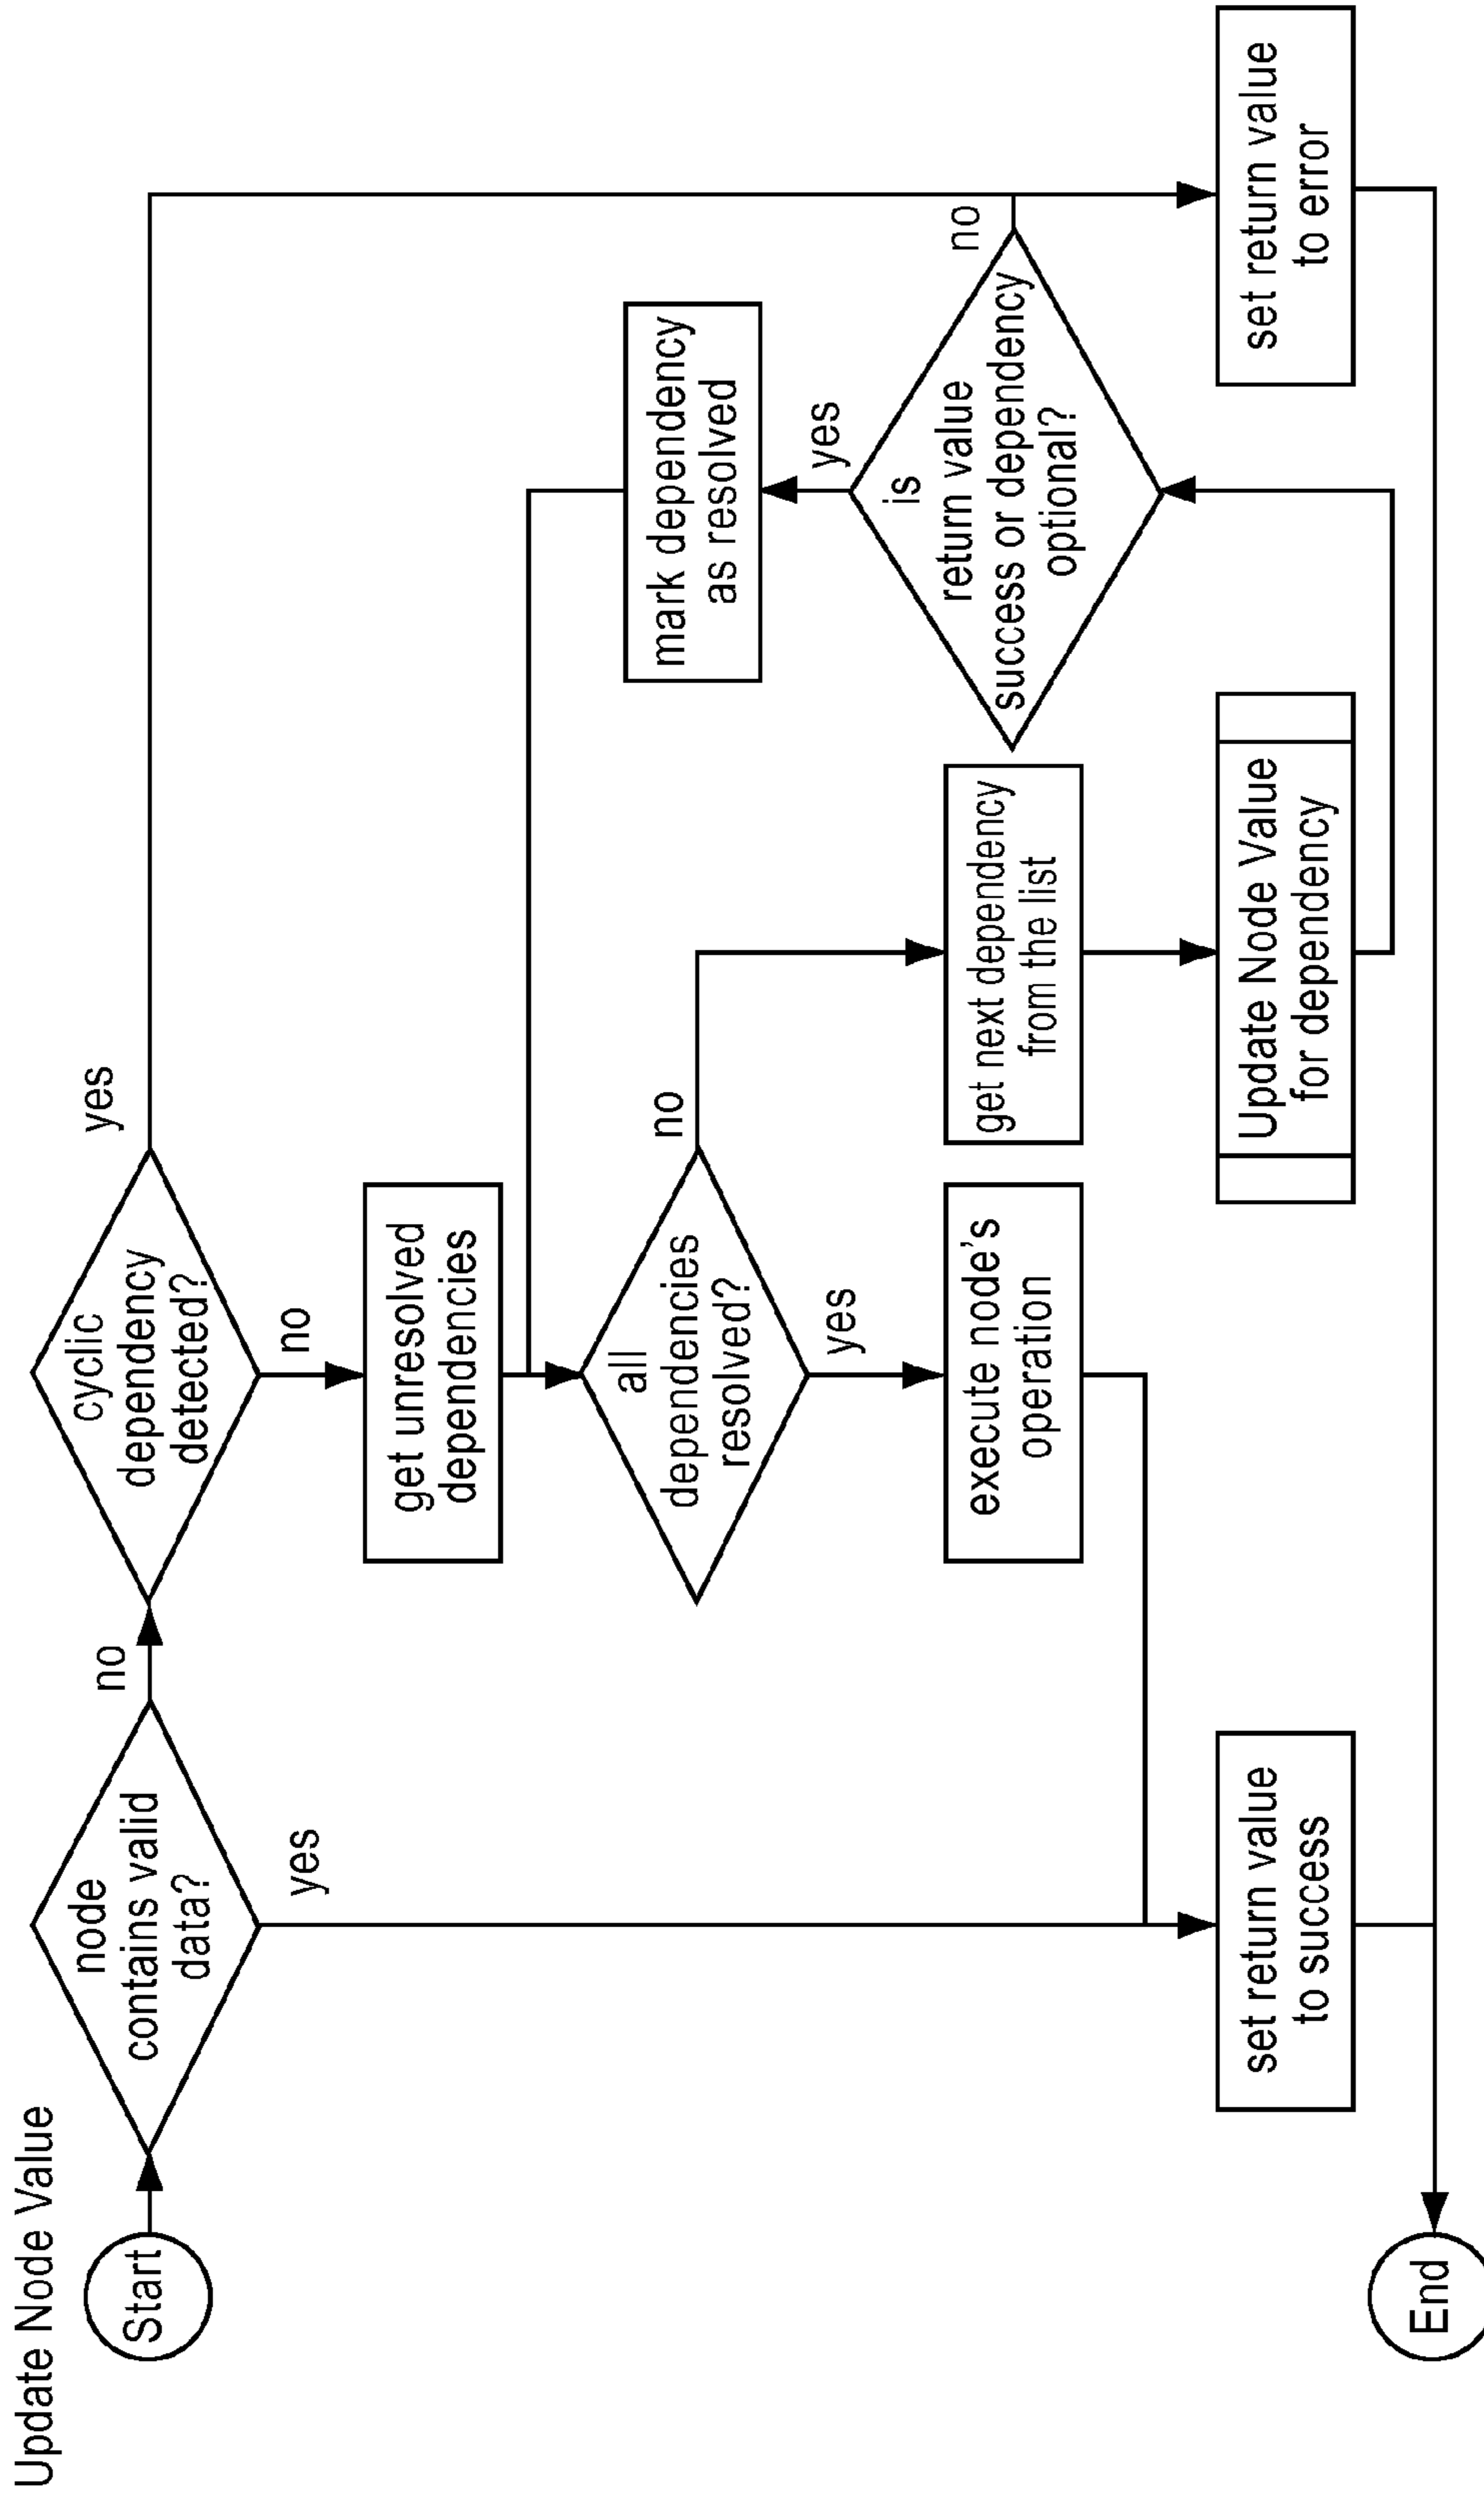 Update Node Value
Start
node
contains valid
data?
no
yes
cyclic
dependency
detected?
yes
no
get unresolved
dependencies
all
dependencies
resolved?
no
yes
execute node's
operation
get next dependency
from the list
Update Node Value
for dependency
is
return value
success or dependency
optional?
yes
no
mark dependency
as resolved
set return value
to success
set return value
to error
End